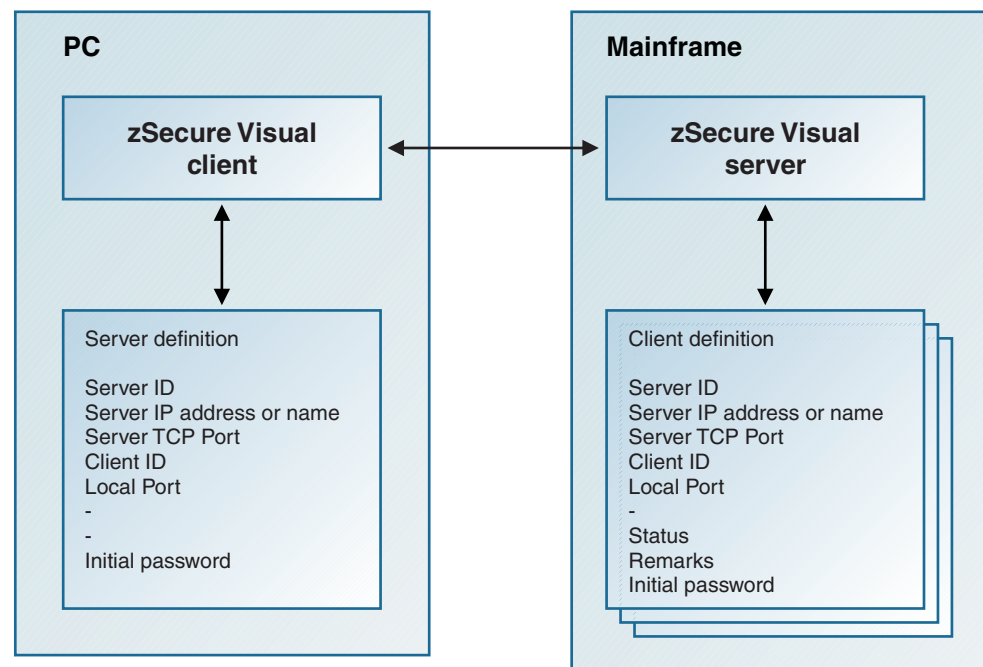 PC
zSecure Visual
client
Server definition
Server ID
Server IP address or name
Server TCP Port
Client ID
Local Port
-
-
Initial password
Mainframe
zSecure Visual
server
Client definition
Server ID
Server IP address or name
Server TCP Port
Client ID
Local Port
-
Status
Remarks
Initial password